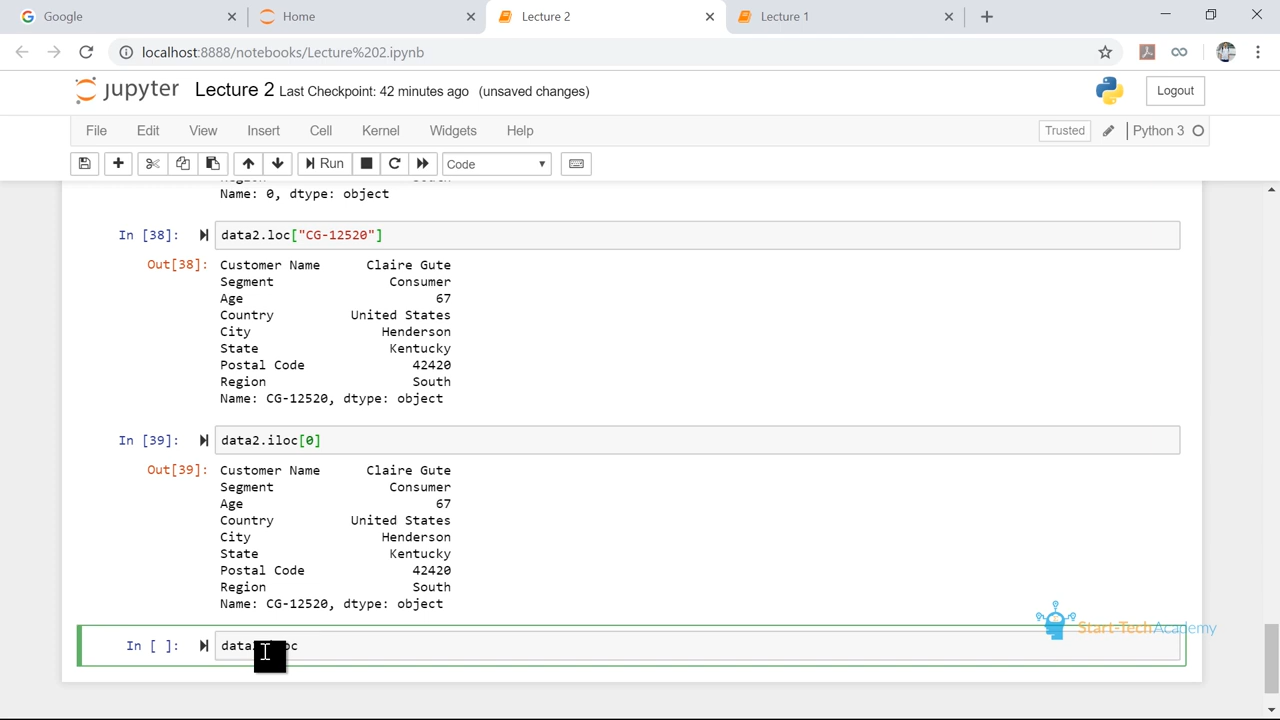 Google
Home
Lecture 2
Lecture 1
localhost:8888/notebooks/Lecture%202.ipynb
jupyter Lecture 2 Last Checkpoint: 42 minutes ago (unsaved changes)
Logout
File Edit View Insert Cell Kernel Widgets Help
Trusted Python 3
Run Code
Name: 0, dtype: object
In [38]: data2.loc["CG-12520"]
Out[38]: Customer Name Claire Gute
Segment Consumer
Age 67
Country United States
City Henderson
State Kentucky
Postal Code 42420
Region South
Name: CG-12520, dtype: object
In [39]: data2.iloc[0]
Out[39]: Customer Name Claire Gute
Segment Consumer
Age 67
Country United States
City Henderson
State Kentucky
Postal Code 42420
Region South
Name: CG-12520, dtype: object
Start-TechAcademy
In [ ]: